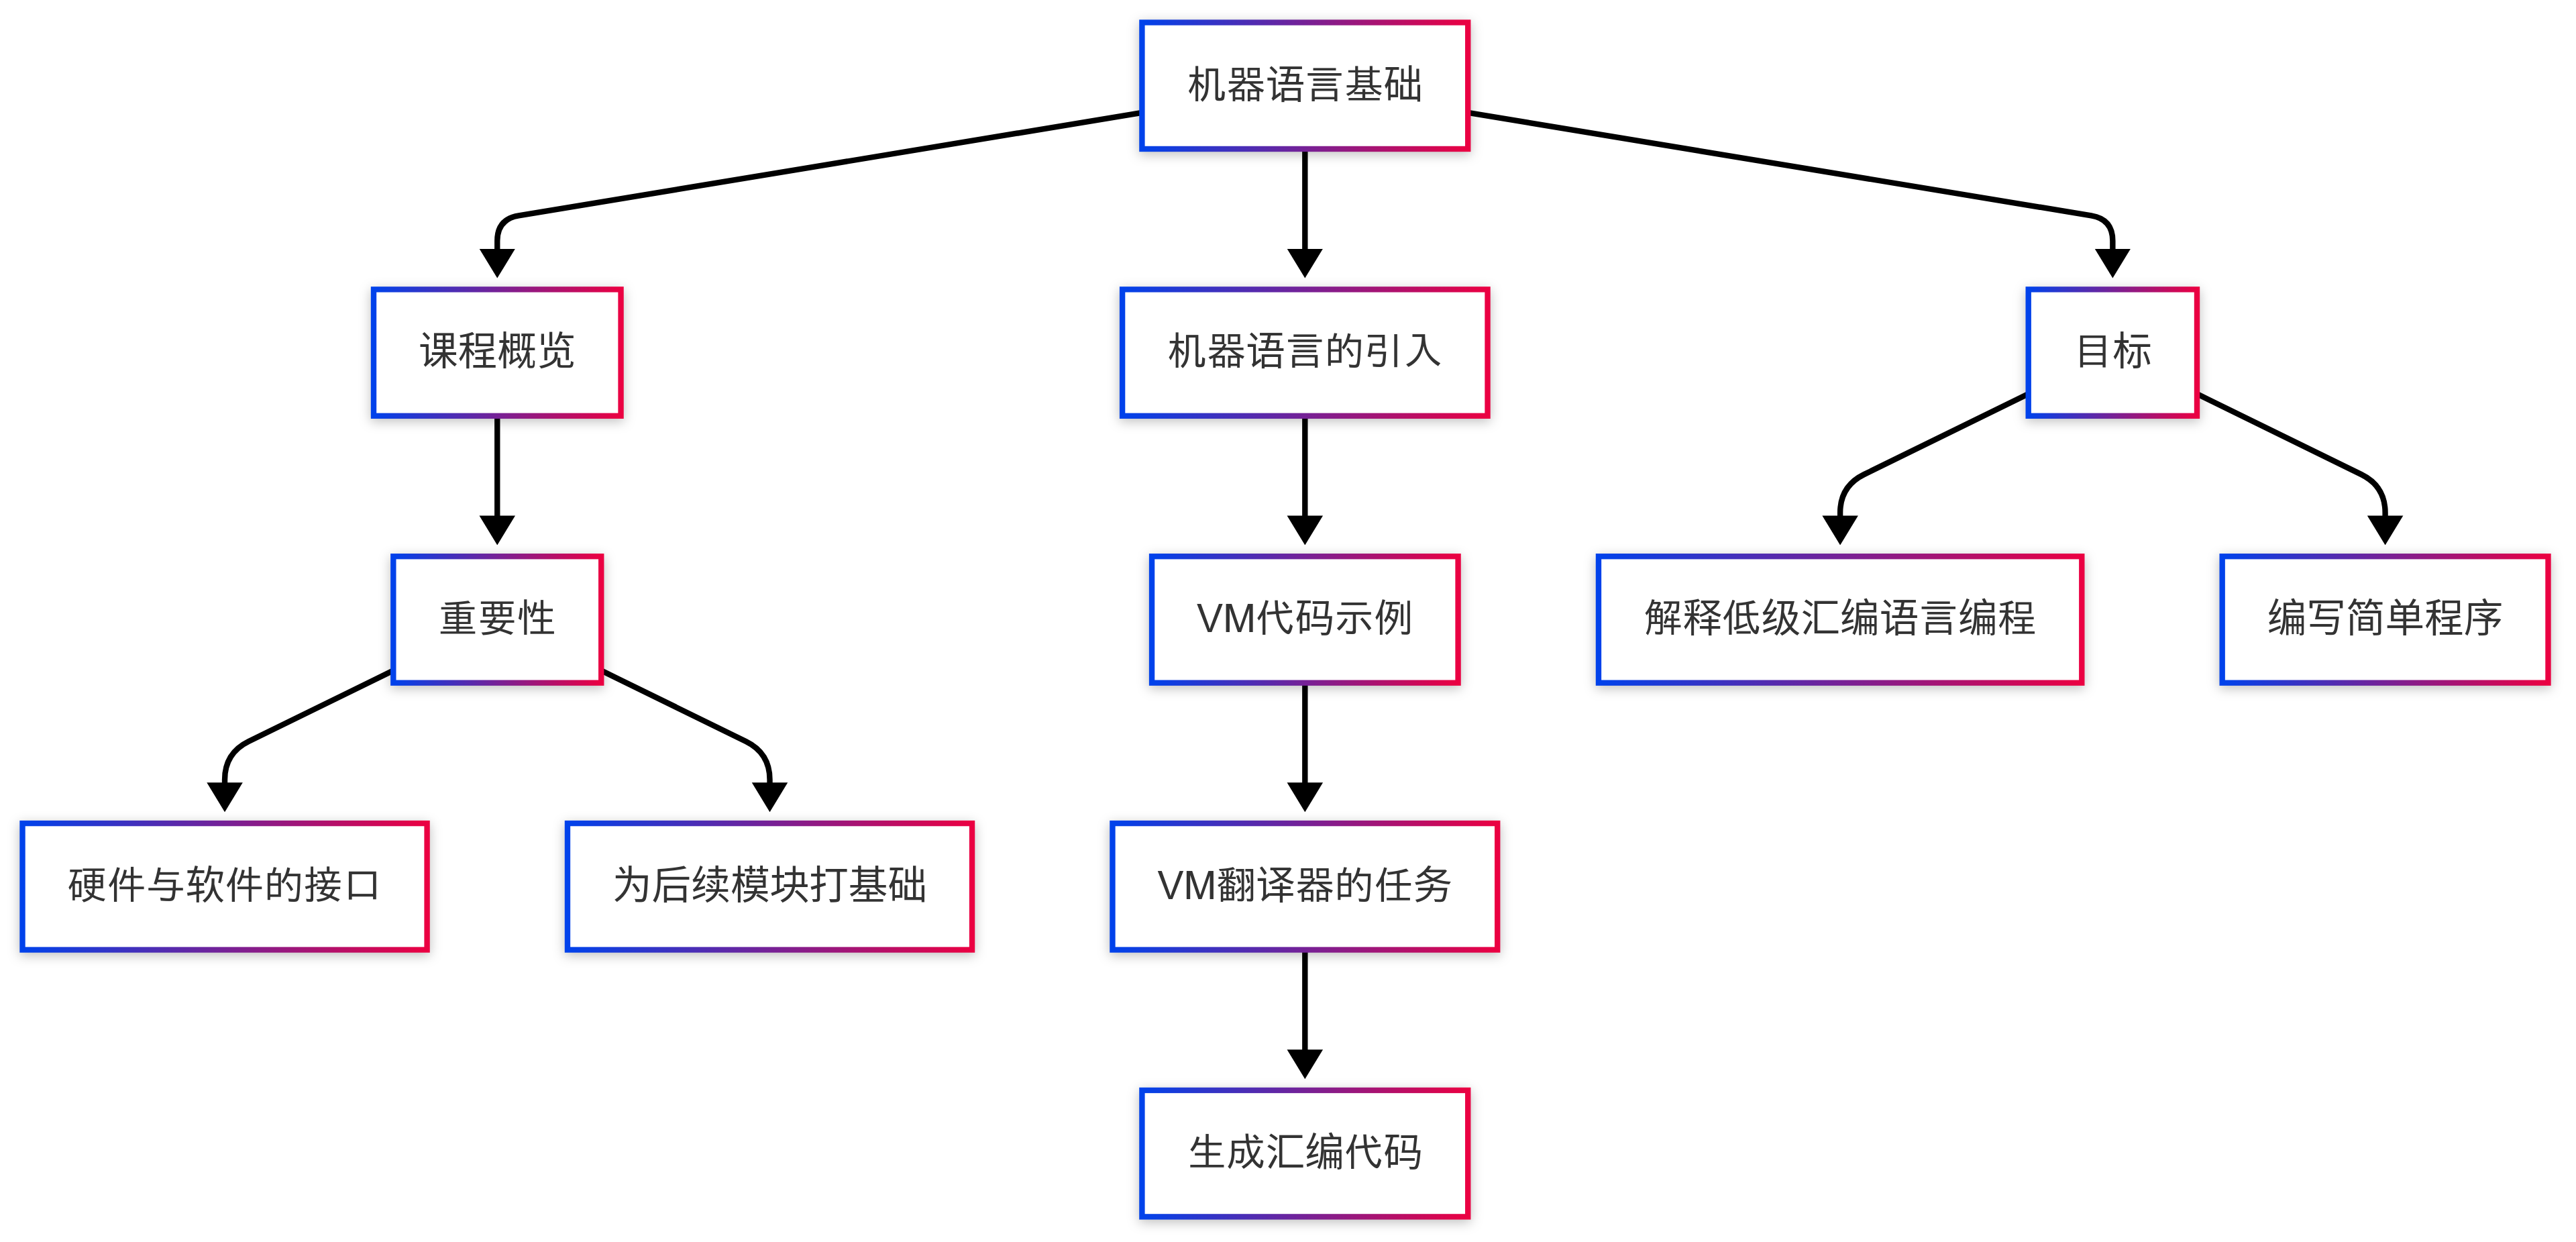 机器语言基础
课程概览
机器语言的引入
目标
重要性
VM代码示例
解释低级汇编语言编程
编写简单程序
硬件与软件的接口
为后续模块打基础
VM翻译器的任务
生成汇编代码